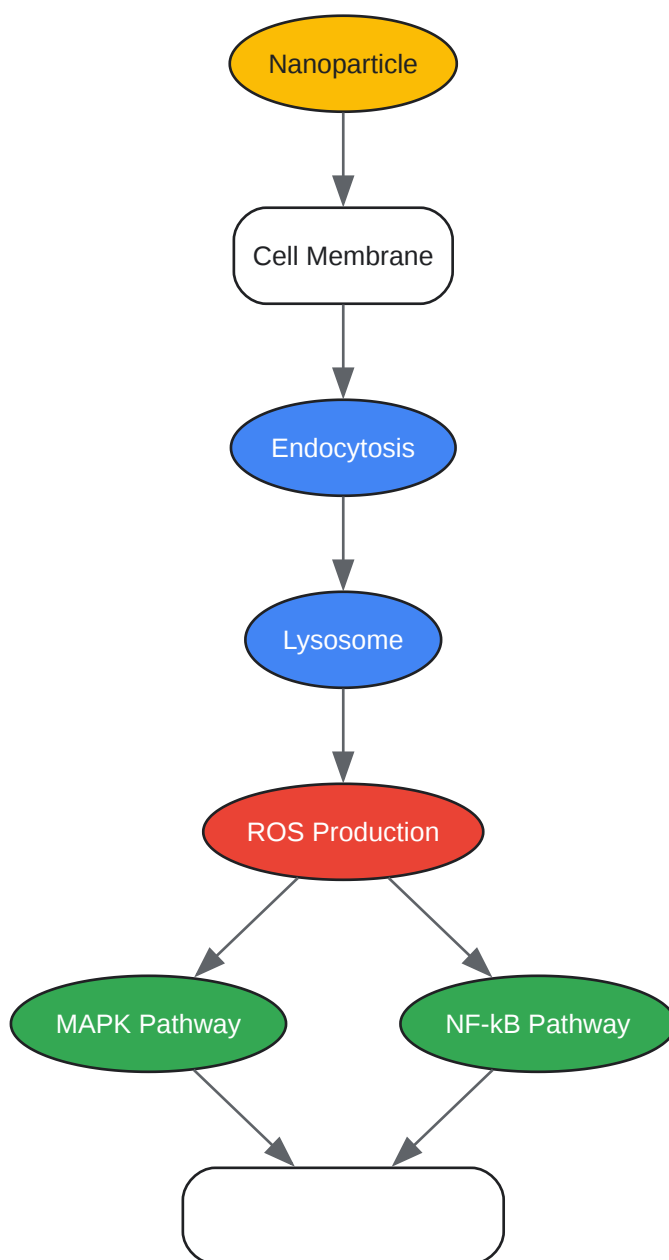 Nanoparticle
Cell Membrane
Endocytosis
Lysosome
ROS Production
MAPK Pathway
NF-kB Pathway